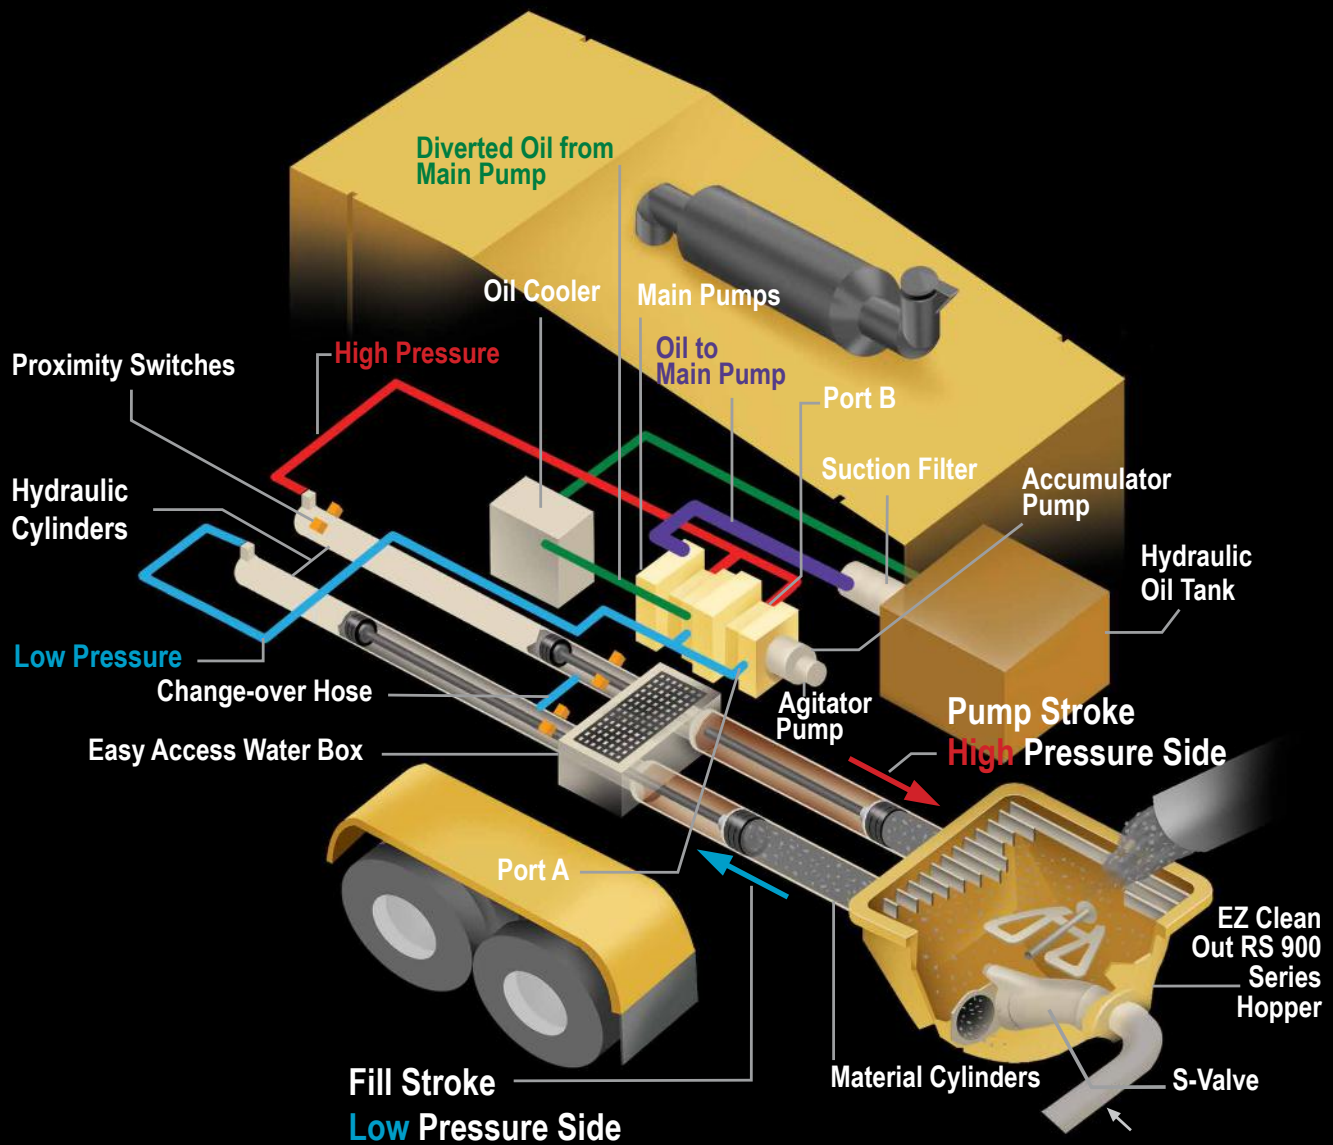 Diverted Oil from
Main Pump
Oil Cooler
Main Pumps
High Pressure
Oil to
Main Pump
Proximity Switches
Port B
Suction Filter
Accumulator
Pump
Hydraulic
Cylinders
Hydraulic
Oil Tank
Low Pressure
Change-over Hose
Agitator
Pump
Pump Stroke
High Pressure Side
Easy Access Water Box
Port A
EZ Clean
Out RS 900
Series
Hopper
Fill Stroke
Low Pressure Side
Material Cylinders
S-Valve